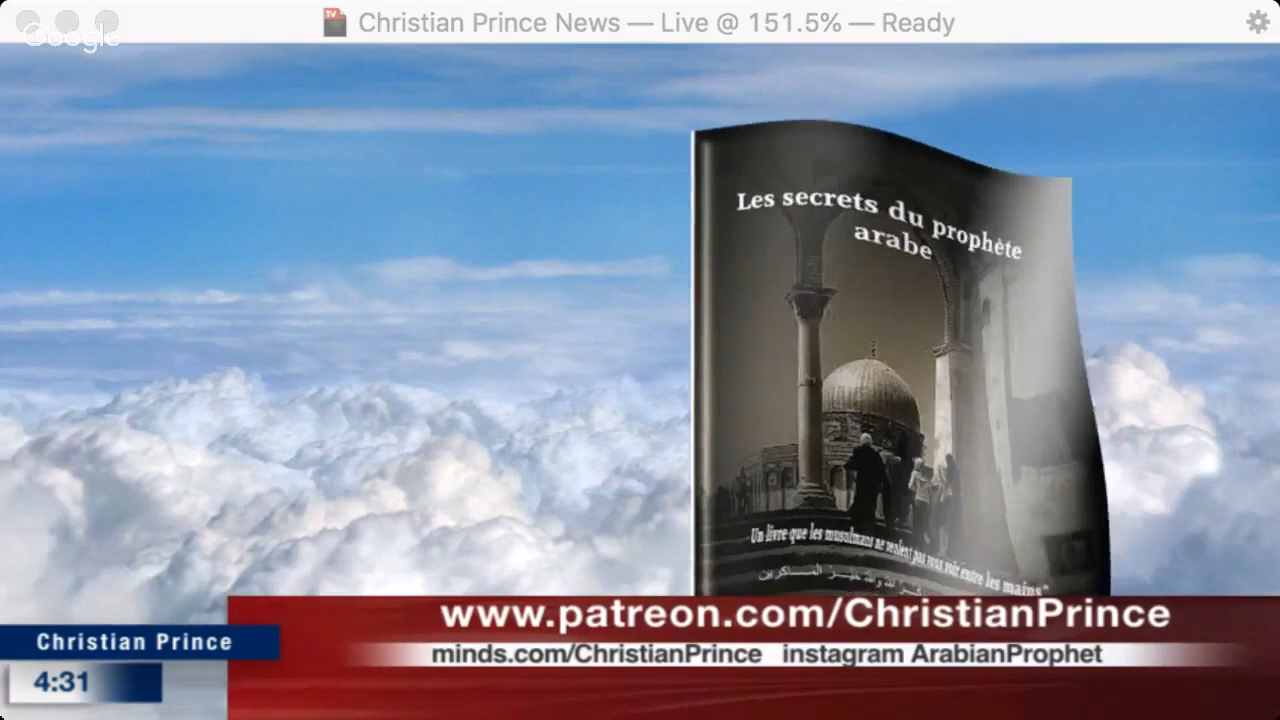 Christian Prince News — Live @ 151.5% — Ready
Google
TV
Les secrets du prophète
arabe
Un livre que les musulmans ne veulent pas vous voir entre les mains"
www.patreon.com/ChristianPrince
Christian Prince
minds.com/ChristianPrince instagram ArabianProphet
4:31